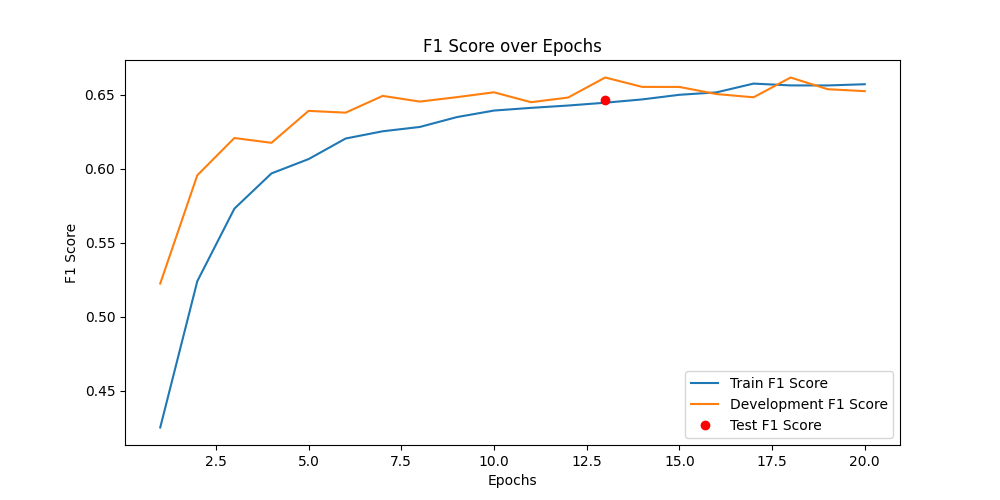 F1 Score over Epochs
F1 Score
0.65
0.60
0.55
0.50
0.45
2.5 5.0 7.5 10.0 12.5 15.0 17.5 20.0
Epochs
Train F1 Score
Development F1 Score
Test F1 Score